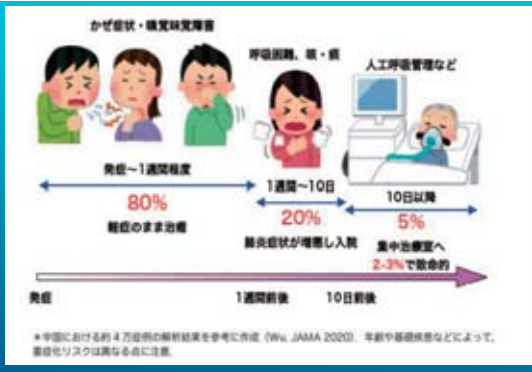 かぜ症状・嗅覚味覚障害
呼吸困難、咳・痰
人工呼吸管理など
発症～1週間程度
80%
軽症のまま治癒
1週間～10日
20%
肺炎症状が増悪し入院
10日以降
5%
集中治療室へ
2-3%で致命的
発症
1週間前後
10日前後
＊中国における約4万症例の解析結果を参考に作成（Wu. JAMA 2020）．年齢や基礎疾患などによって，
重症化リスクは異なる点に注意．